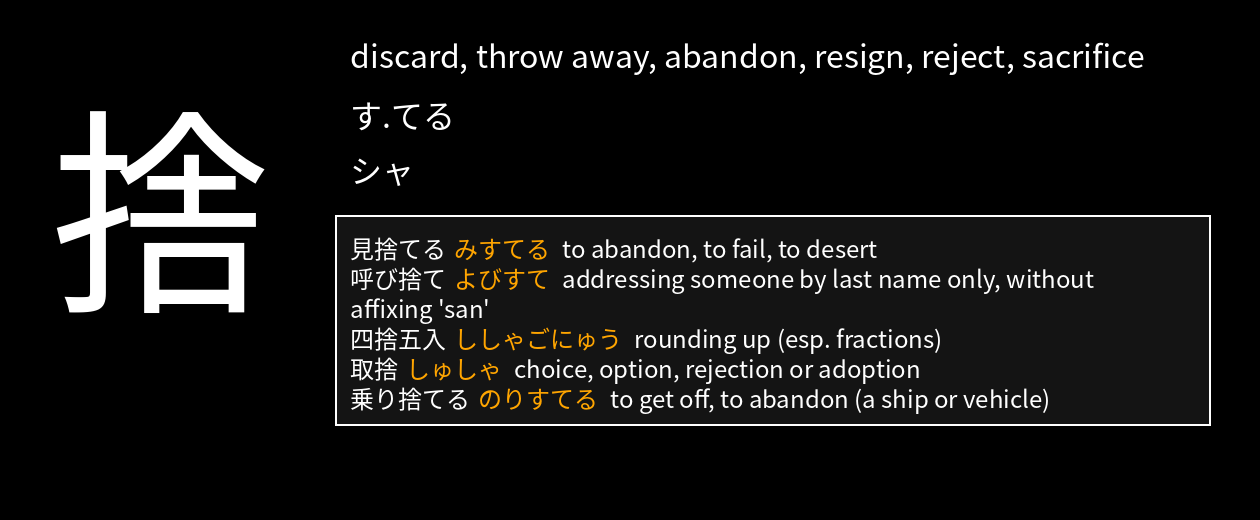 捨
discard, throw away, abandon, resign, reject, sacrifice
す.てる
シャ
見捨てる みすてる to abandon, to fail, to desert
呼び捨て よびすて addressing someone by last name only, without
affixing 'san'
四捨五入 ししゃごにゅう rounding up (esp. fractions)
取捨 しゅしゃ choice, option, rejection or adoption
乗り捨てる のりすてる to get off, to abandon (a ship or vehicle)